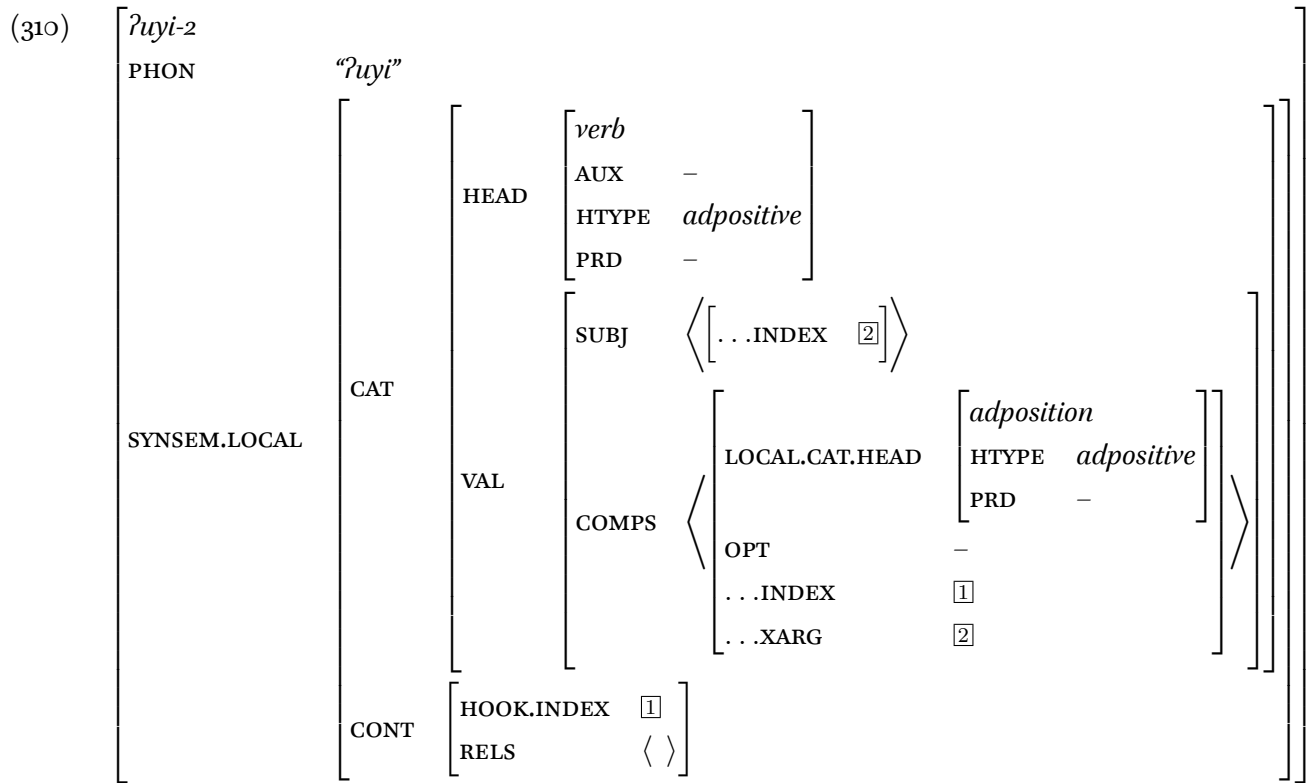 (310) ʔuyi-2
PHON “ʔuyi”
verb
AUX –
HEAD
HTYPE adpositive
PRD –
SUBJ ⟨[. . .INDEX 2]⟩
CAT
adposition
SYNSEM.LOCAL
LOCAL.CAT.HEAD HTYPE adpositive
VAL
PRD –
COMPS
OPT –
. . .INDEX 1
. . .XARG 2
HOOK.INDEX 1
CONT
RELS ⟨ ⟩